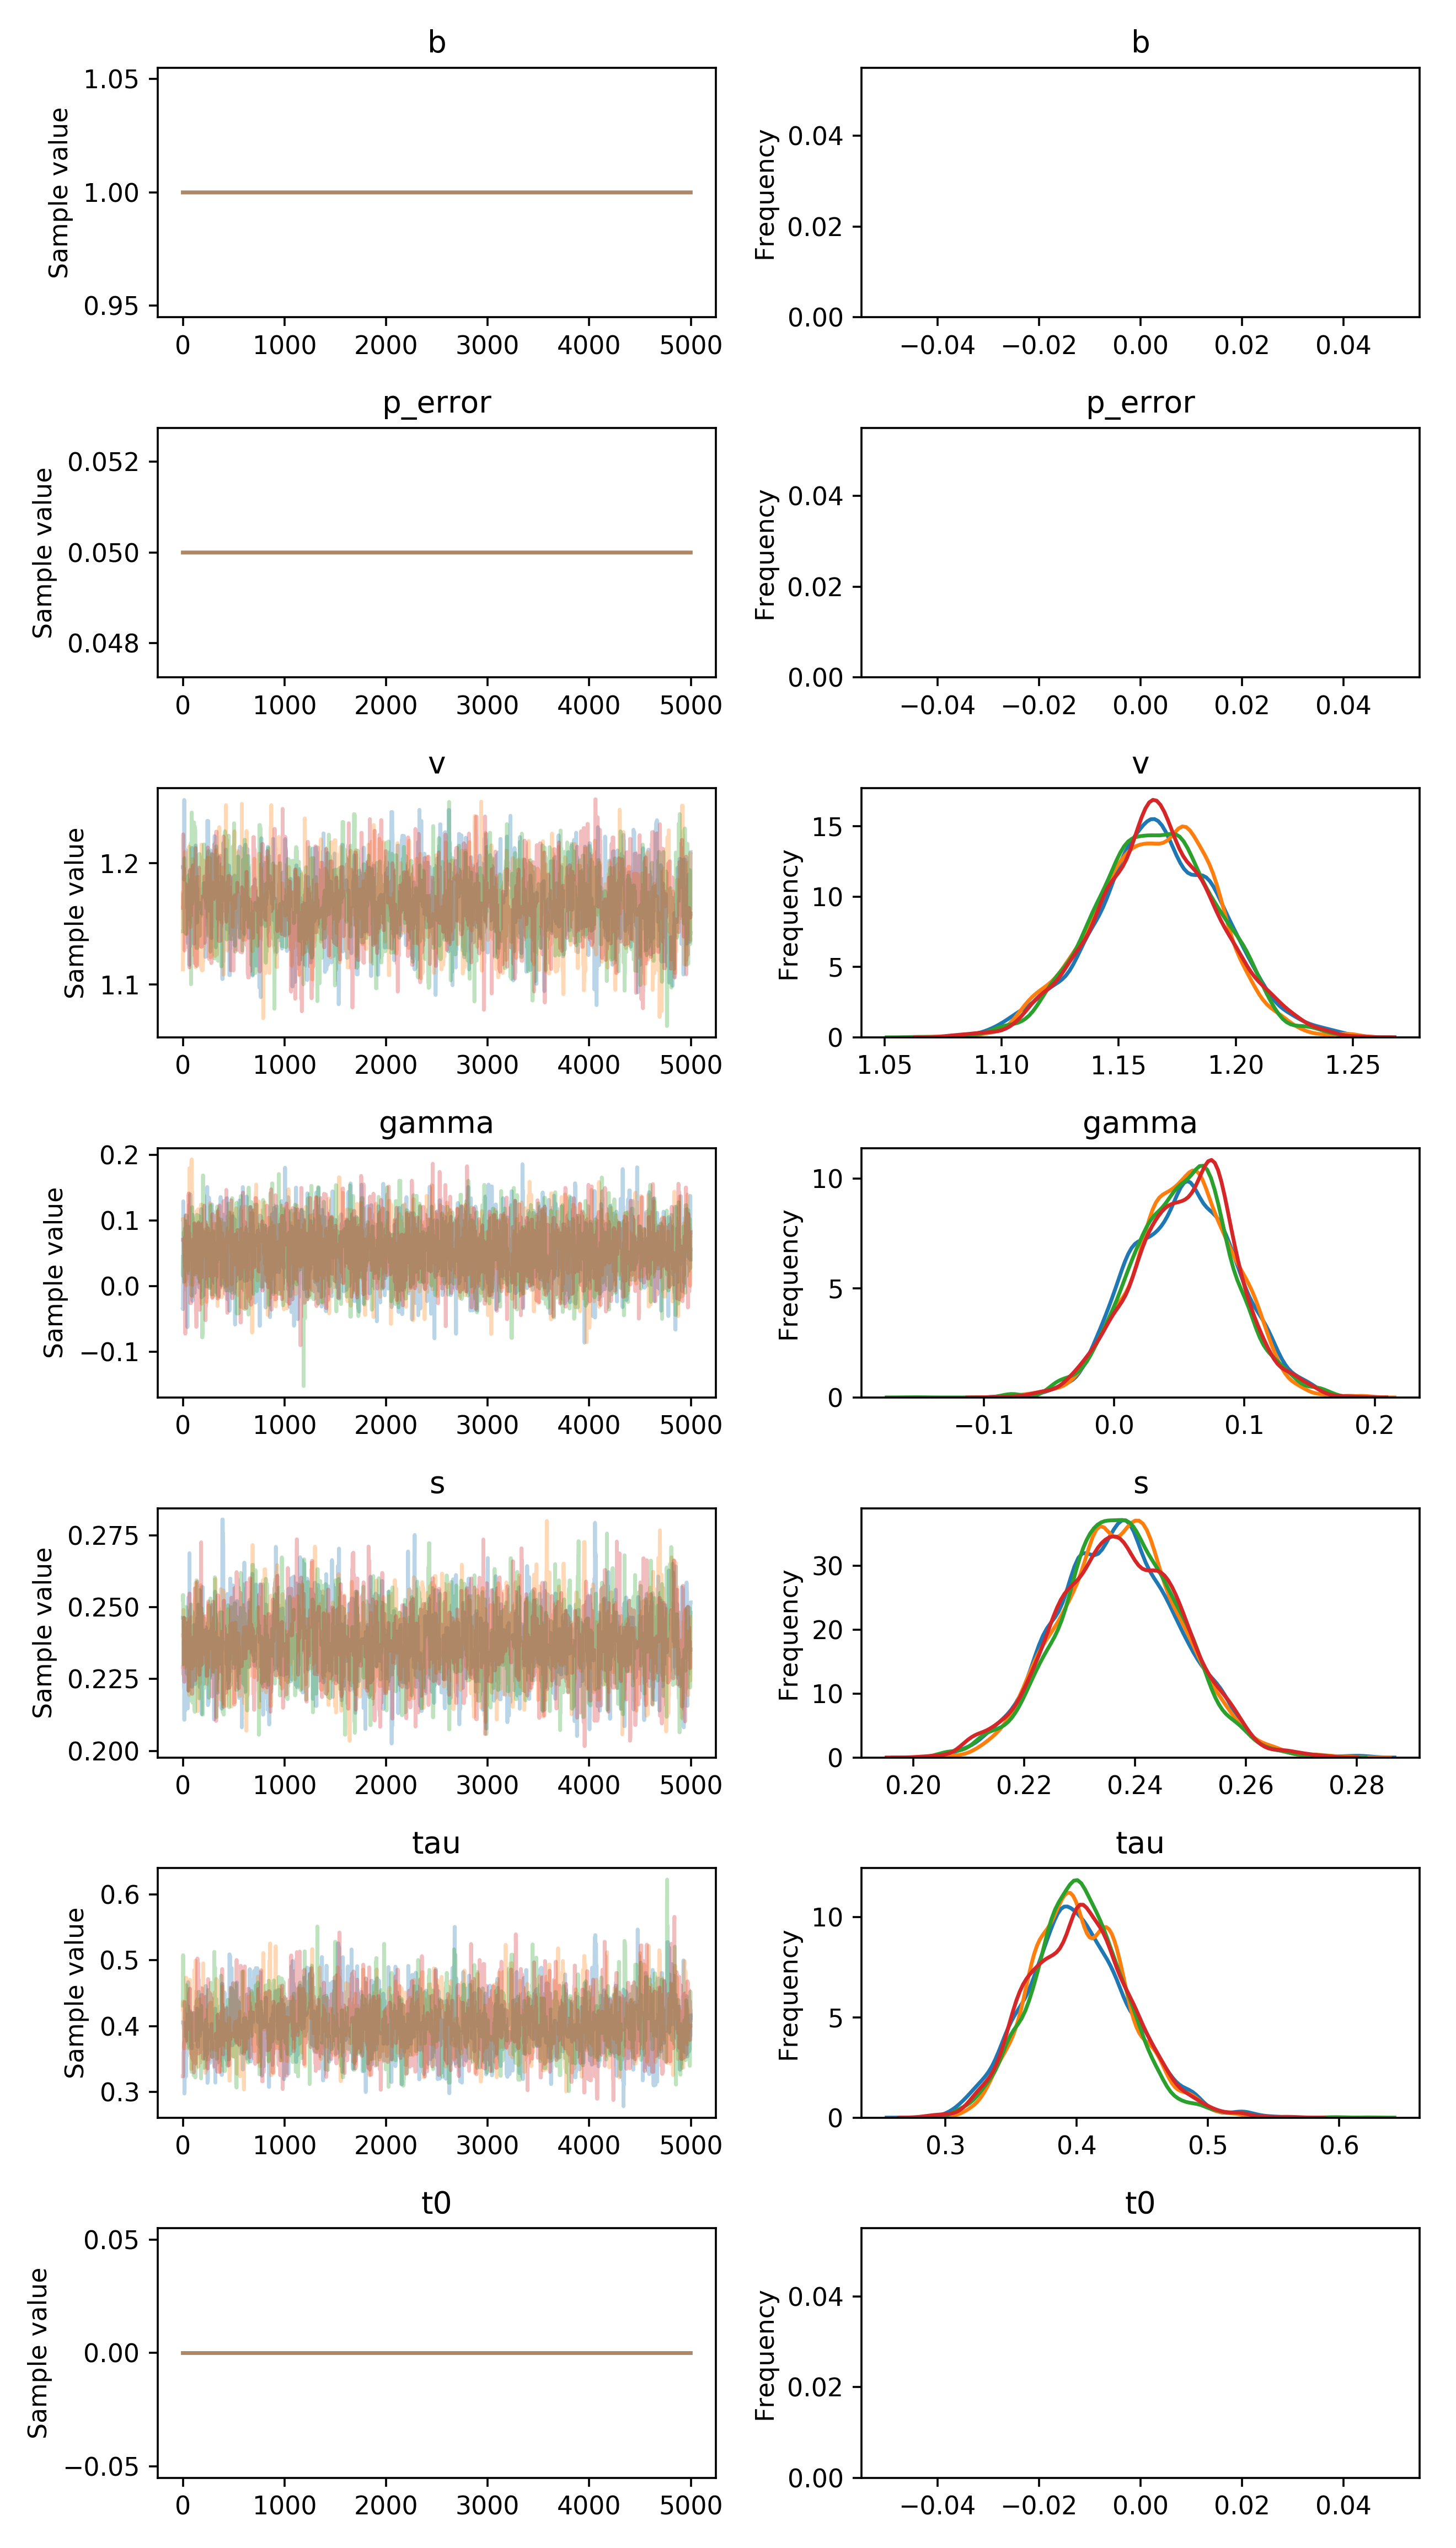 b
b
Sample value
1.05
1.00
0.95
0 1000 2000 3000 4000 5000
Frequency
0.04
0.02
0.00
−0.04 −0.02 0.00 0.02 0.04
p_error
p_error
Sample value
0.052
0.050
0.048
0 1000 2000 3000 4000 5000
Frequency
0.04
0.02
0.00
−0.04 −0.02 0.00 0.02 0.04
v
v
Sample value
1.2
1.1
0 1000 2000 3000 4000 5000
Frequency
15
10
5
0
1.05 1.10 1.15 1.20 1.25
gamma
gamma
Sample value
0.2
0.1
0.0
−0.1
0 1000 2000 3000 4000 5000
Frequency
10
5
0
−0.1 0.0 0.1 0.2
s
s
Sample value
0.275
0.250
0.225
0.200
0 1000 2000 3000 4000 5000
Frequency
30
20
10
0
0.20 0.22 0.24 0.26 0.28
tau
tau
Sample value
0.6
0.5
0.4
0.3
0 1000 2000 3000 4000 5000
Frequency
10
5
0
0.3 0.4 0.5 0.6
t0
t0
Sample value
0.05
0.00
−0.05
0 1000 2000 3000 4000 5000
Frequency
0.04
0.02
0.00
−0.04 −0.02 0.00 0.02 0.04